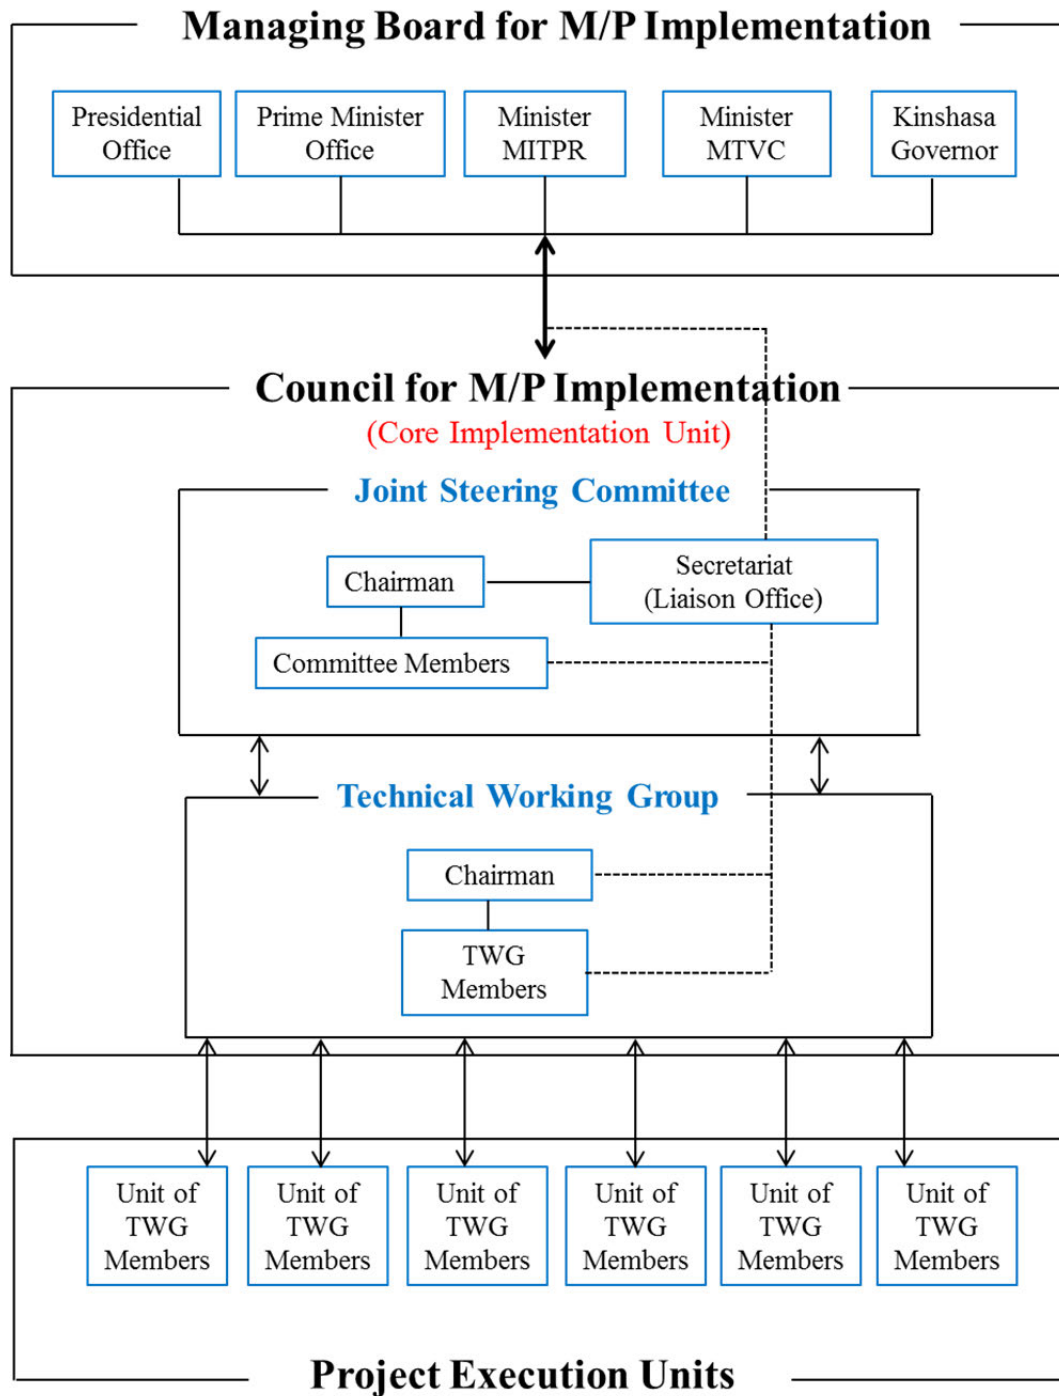 Managing Board for M/P Implementation
Presidential
Office
Prime Minister
Office
Minister
MITPR
Minister
MTVC
Kinshasa
Governor
Council for M/P Implementation
(Core Implementation Unit)
Joint Steering Committee
Chairman
Secretariat
(Liaison Office)
Committee Members
Technical Working Group
Chairman
TWG
Members
Unit of
TWG
Members
Unit of
TWG
Members
Unit of
TWG
Members
Unit of
TWG
Members
Unit of
TWG
Members
Unit of
TWG
Members
Project Execution Units